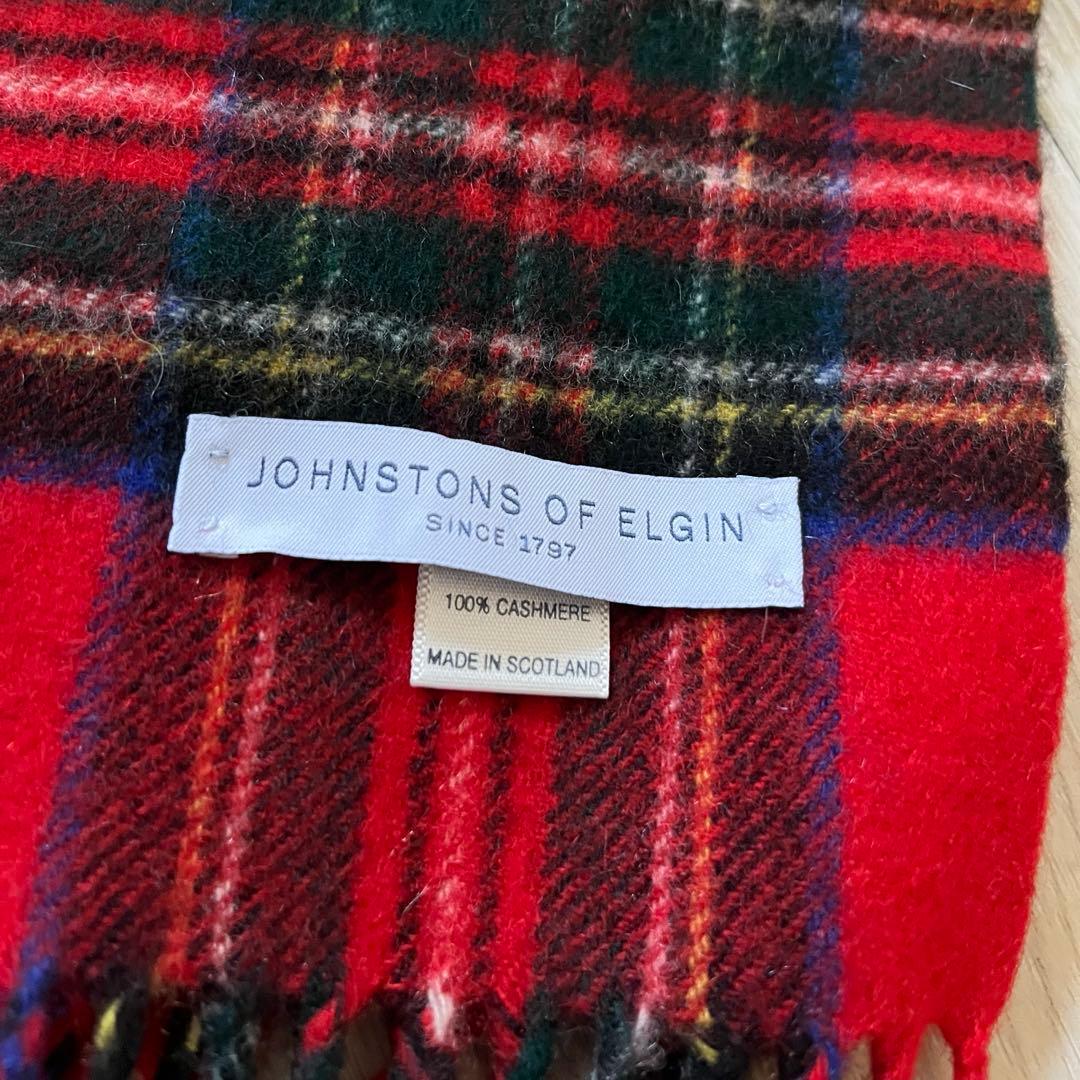 JOHNSTONS OF ELGIN
SINCE 1797
100% CASHMERE
MADE IN SCOTLAND